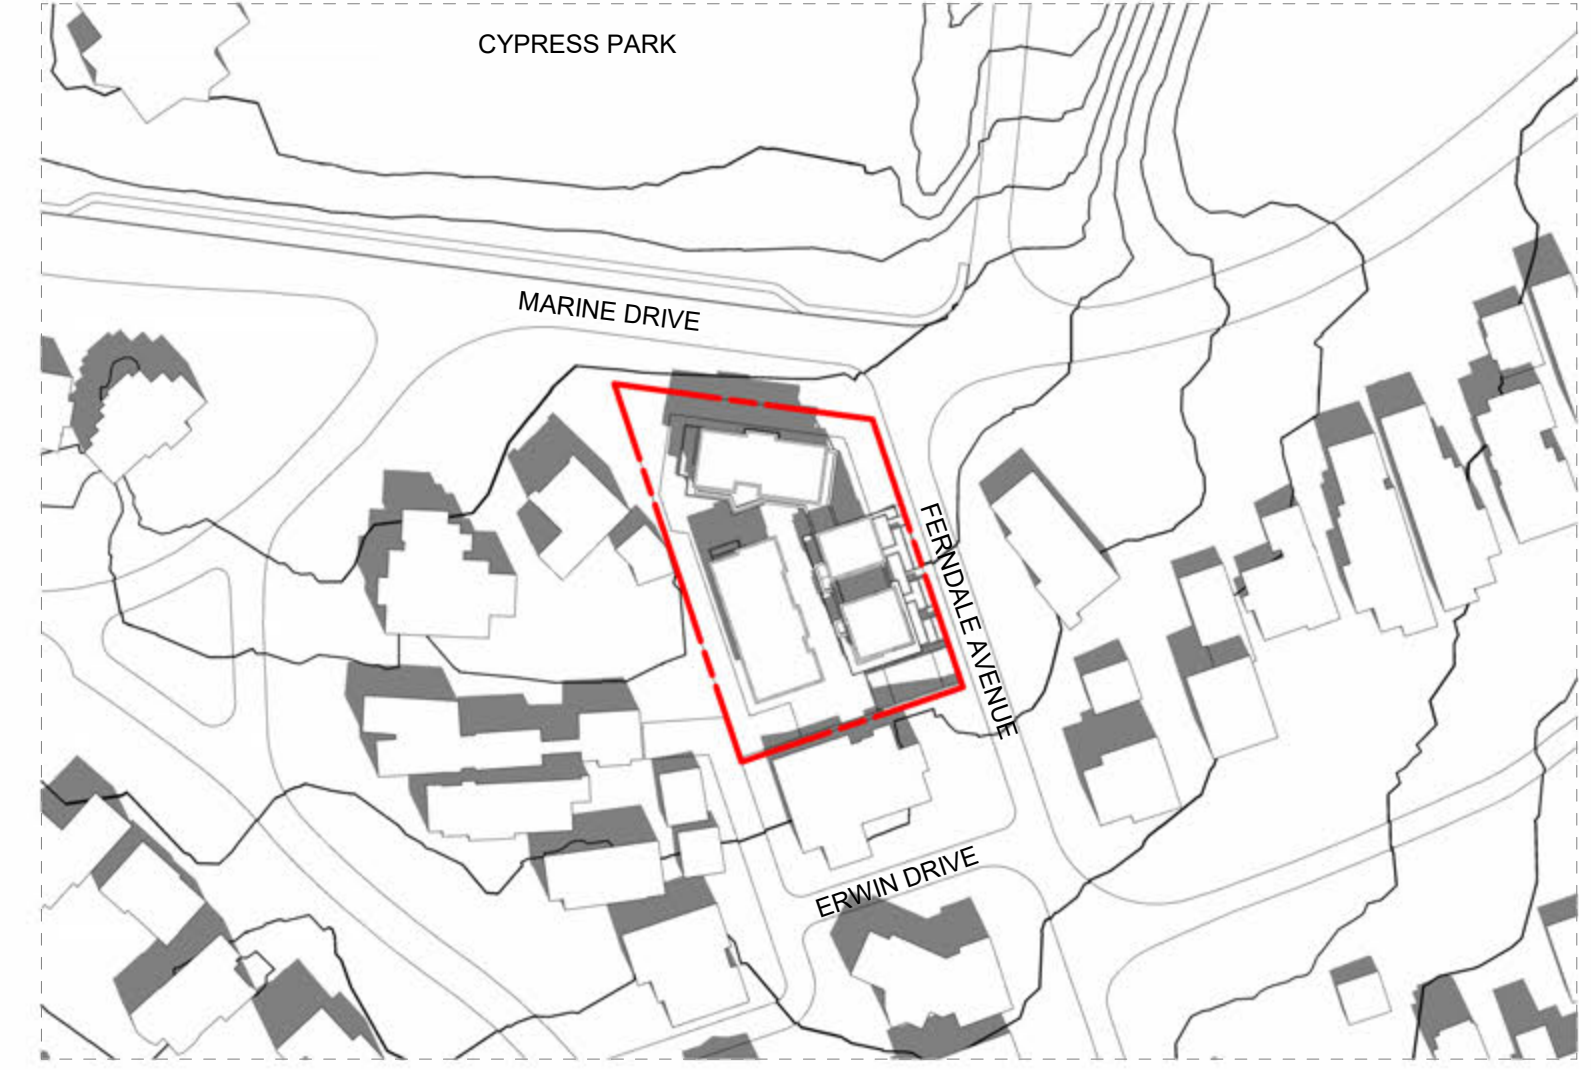 CYPRESS PARK
MARINE DRIVE
FERNDALE AVENUE
ERWIN DRIVE